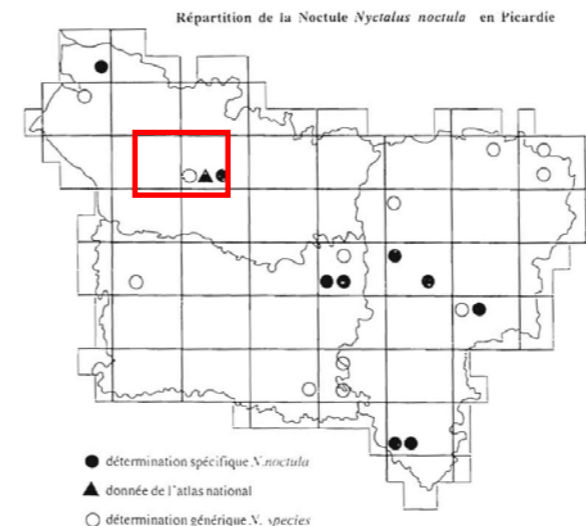 Répartition de la Noctule Nyctalus noctula en Picardie
détermination spécifique N.noctula
donnée de l'atlas national
détermination générique N. species